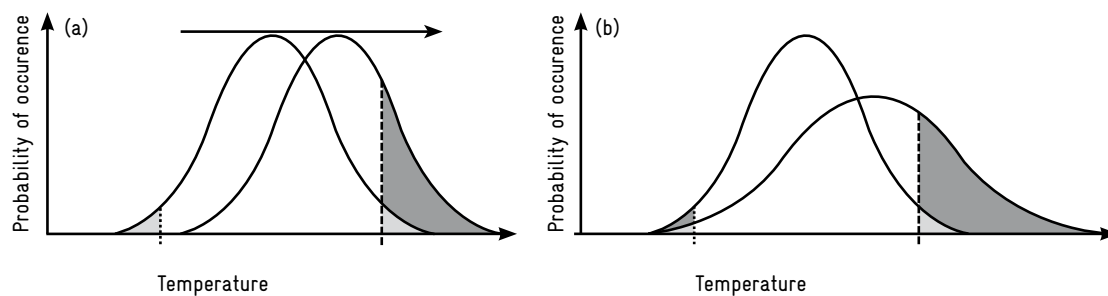 (a)
Probability of occurence
Temperature
(b)
Probability of occurence
Temperature